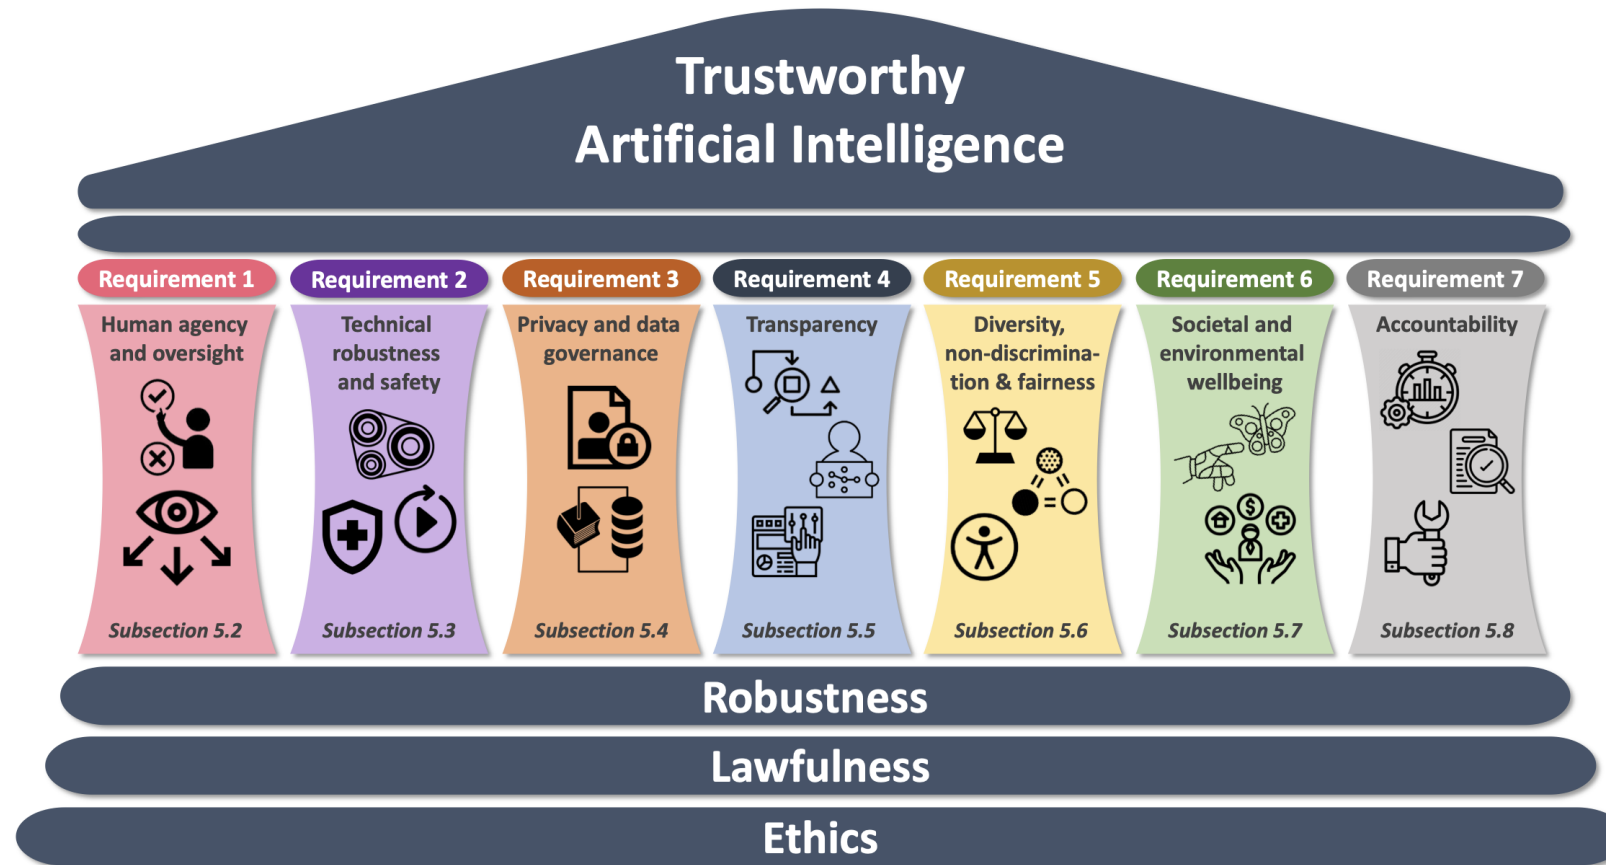 Trustworthy
Artificial Intelligence
Requirement 1
Human agency
and oversight
Subsection 5.2
Requirement 2
Technical
robustness
and safety
Subsection 5.3
Requirement 3
Privacy and data
governance
Subsection 5.4
Requirement 4
Transparency
Subsection 5.5
Requirement 5
Diversity,
non-discrimina-
tion & fairness
Subsection 5.6
Requirement 6
Societal and
environmental
wellbeing
Subsection 5.7
Requirement 7
Accountability
Subsection 5.8
Robustness
Lawfulness
Ethics